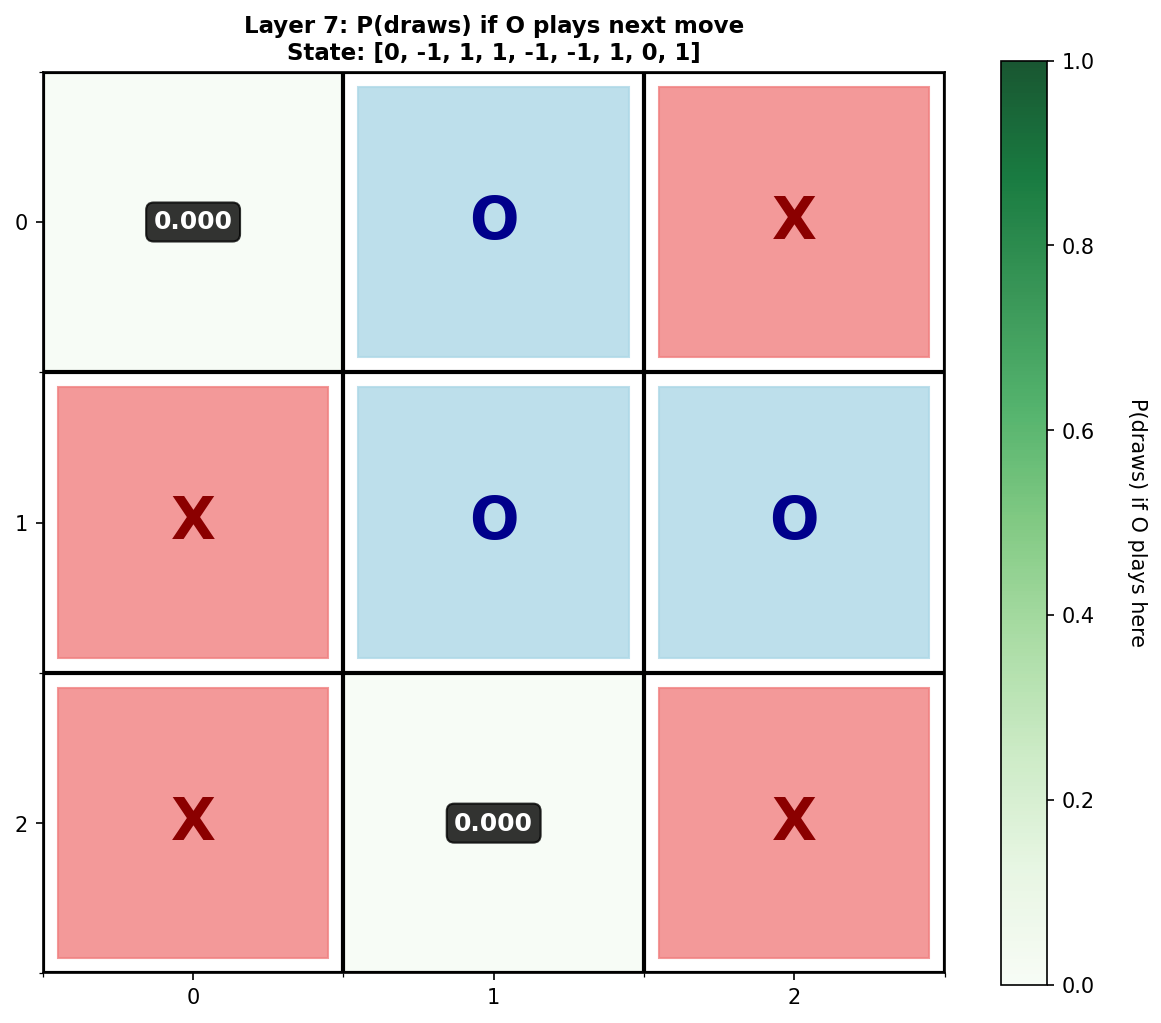 Layer 7: P(draws) if O plays next move
State: [0, -1, 1, 1, -1, -1, 1, 0, 1]
1.0
0.8
0.6
0.4
0.2
0.0
P(draws) if O plays here
0
0.000
O
X
1
X
O
O
2
X
0.000
X
0
1
2